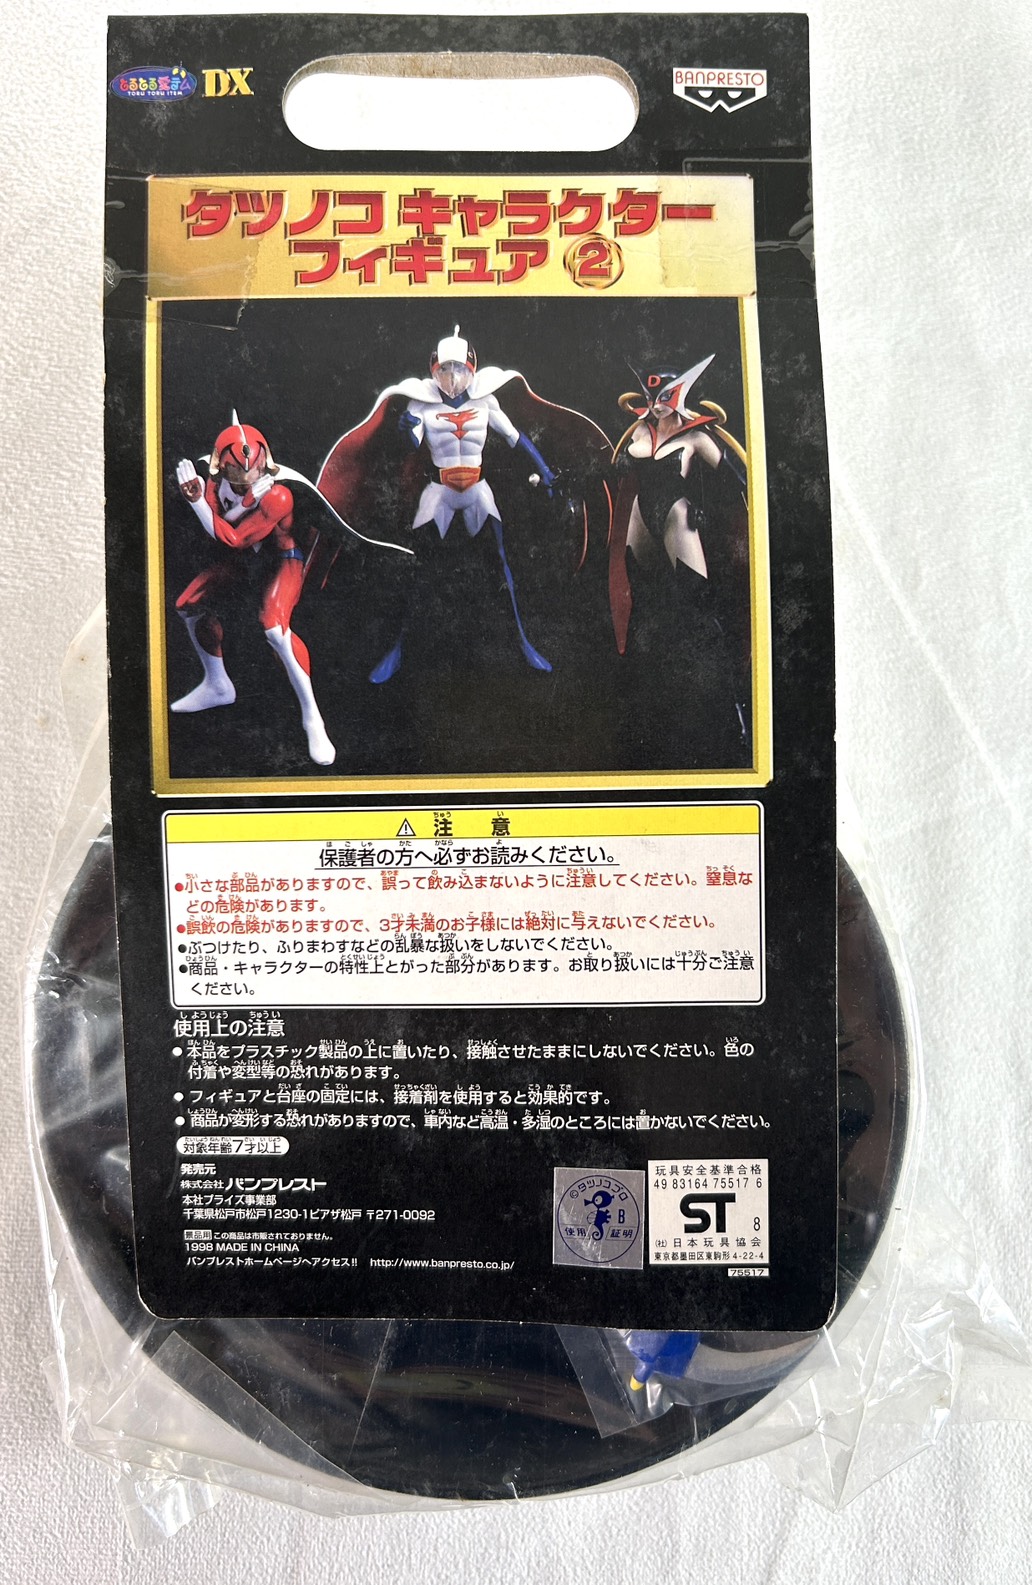 とるとる愛テム
TORU TORU ITEM
DX
BANPRESTO
タツノコ キャラクター
フィギュア ②
D
⚠ 注 意
保護者の方へ必ずお読みください。
●小さな部品がありますので、誤って飲み込まないように注意してください。窒息な
どの危険があります。
●誤飲の危険がありますので、3才未満のお子様には絶対に与えないでください。
●ぶつけたり、ふりまわすなどの乱暴な扱いをしないでください。
●商品・キャラクターの特性上とがった部分があります。お取り扱いには十分ご注意
ください。
使用上の注意
●本品をプラスチック製品の上に置いたり、接触させたままにしないでください。色の
付着や変型等の恐れがあります。
●フィギュアと台座の固定には、接着剤を使用すると効果的です。
●商品が変形する恐れがありますので、車内など高温・多湿のところには置かないでください。
対象年齢7才以上
発売元
株式会社 バンプレスト
本社プライズ事業部
千葉県松戸市松戸1230-1ピアザ松戸 〒271-0092
景品用 この商品は市販されておりません。
1998 MADE IN CHINA
バンプレストホームページへアクセス!! http://www.banpresto.co.jp/
©タツノコプロ
B
使用 証明
玩具安全基準合格
49 83164 75517 6
ST 8
(社)日本玩具協会
東京都墨田区東駒形 4-22-4
75517